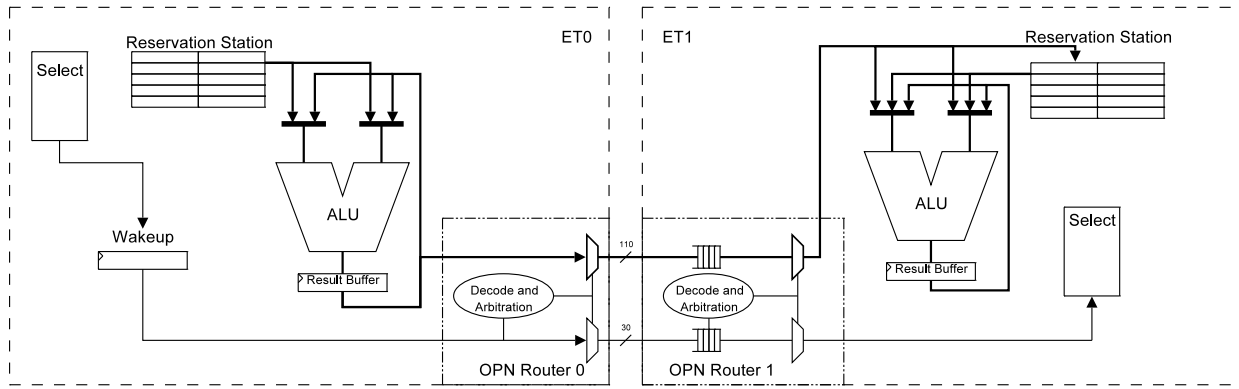 ET0
ET1
Reservation Station
Reservation Station
Select
ALU
ALU
Wakeup
Select
Result Buffer
Result Buffer
110
Decode and
Arbitration
Decode and
Arbitration
30
OPN Router 0
OPN Router 1